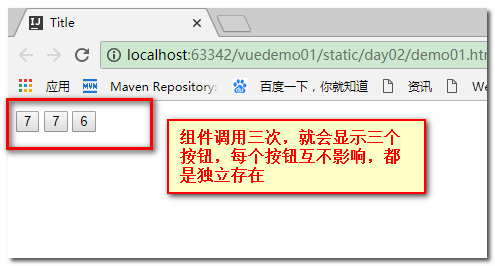 Title
localhost:63342/vuedemo01/static/day02/demo01.ht
应用 Maven Repository: 百度一下，你就知道 资讯 We
7 7 6
组件调用三次，就会显示三个
按钮，每个按钮互不影响，都
是独立存在